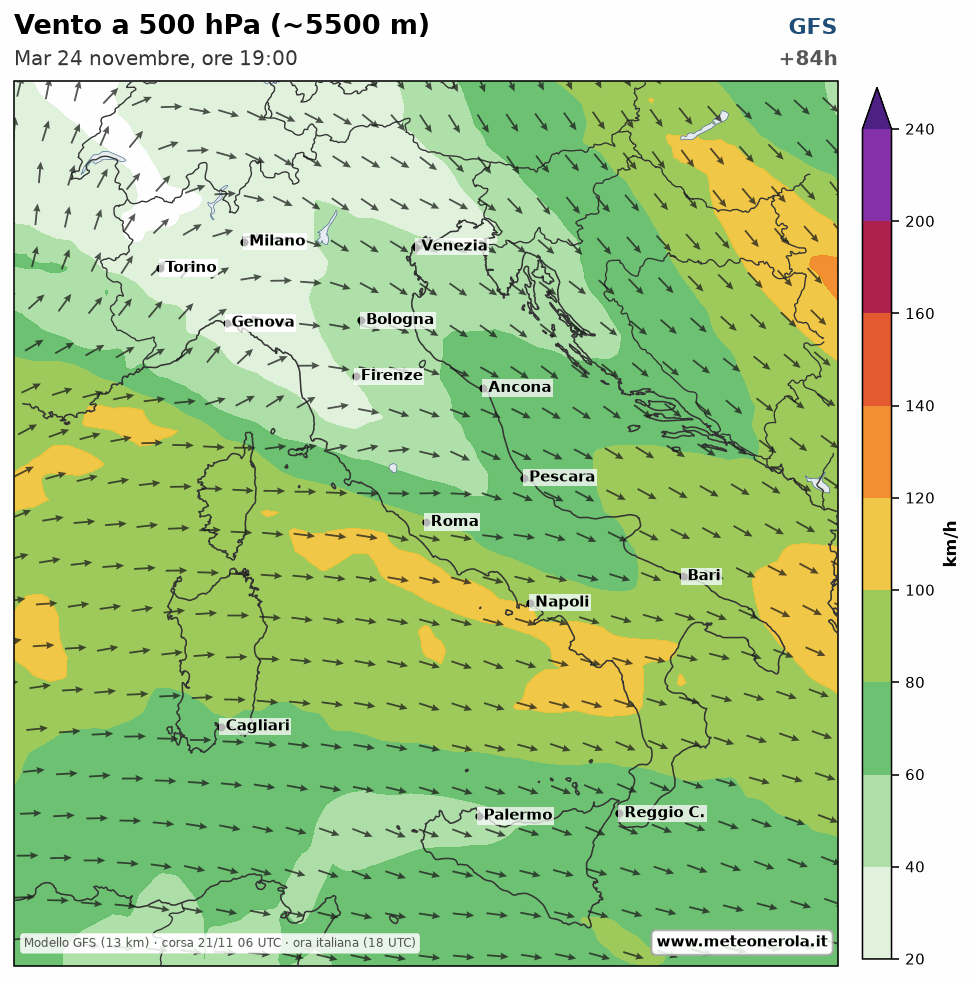 Vento a 500 hPa (~5500 m)
GFS
Mar 24 novembre, ore 19:00
+84h
Milano
Venezia
Torino
Genova
Bologna
Firenze
Ancona
Pescara
Roma
Bari
Napoli
Cagliari
Palermo
Reggio C.
240
200
160
140
120
100
80
60
40
20
km/h
Modello GFS (13 km) · corsa 21/11 06 UTC · ora italiana (18 UTC)
www.meteonerola.it